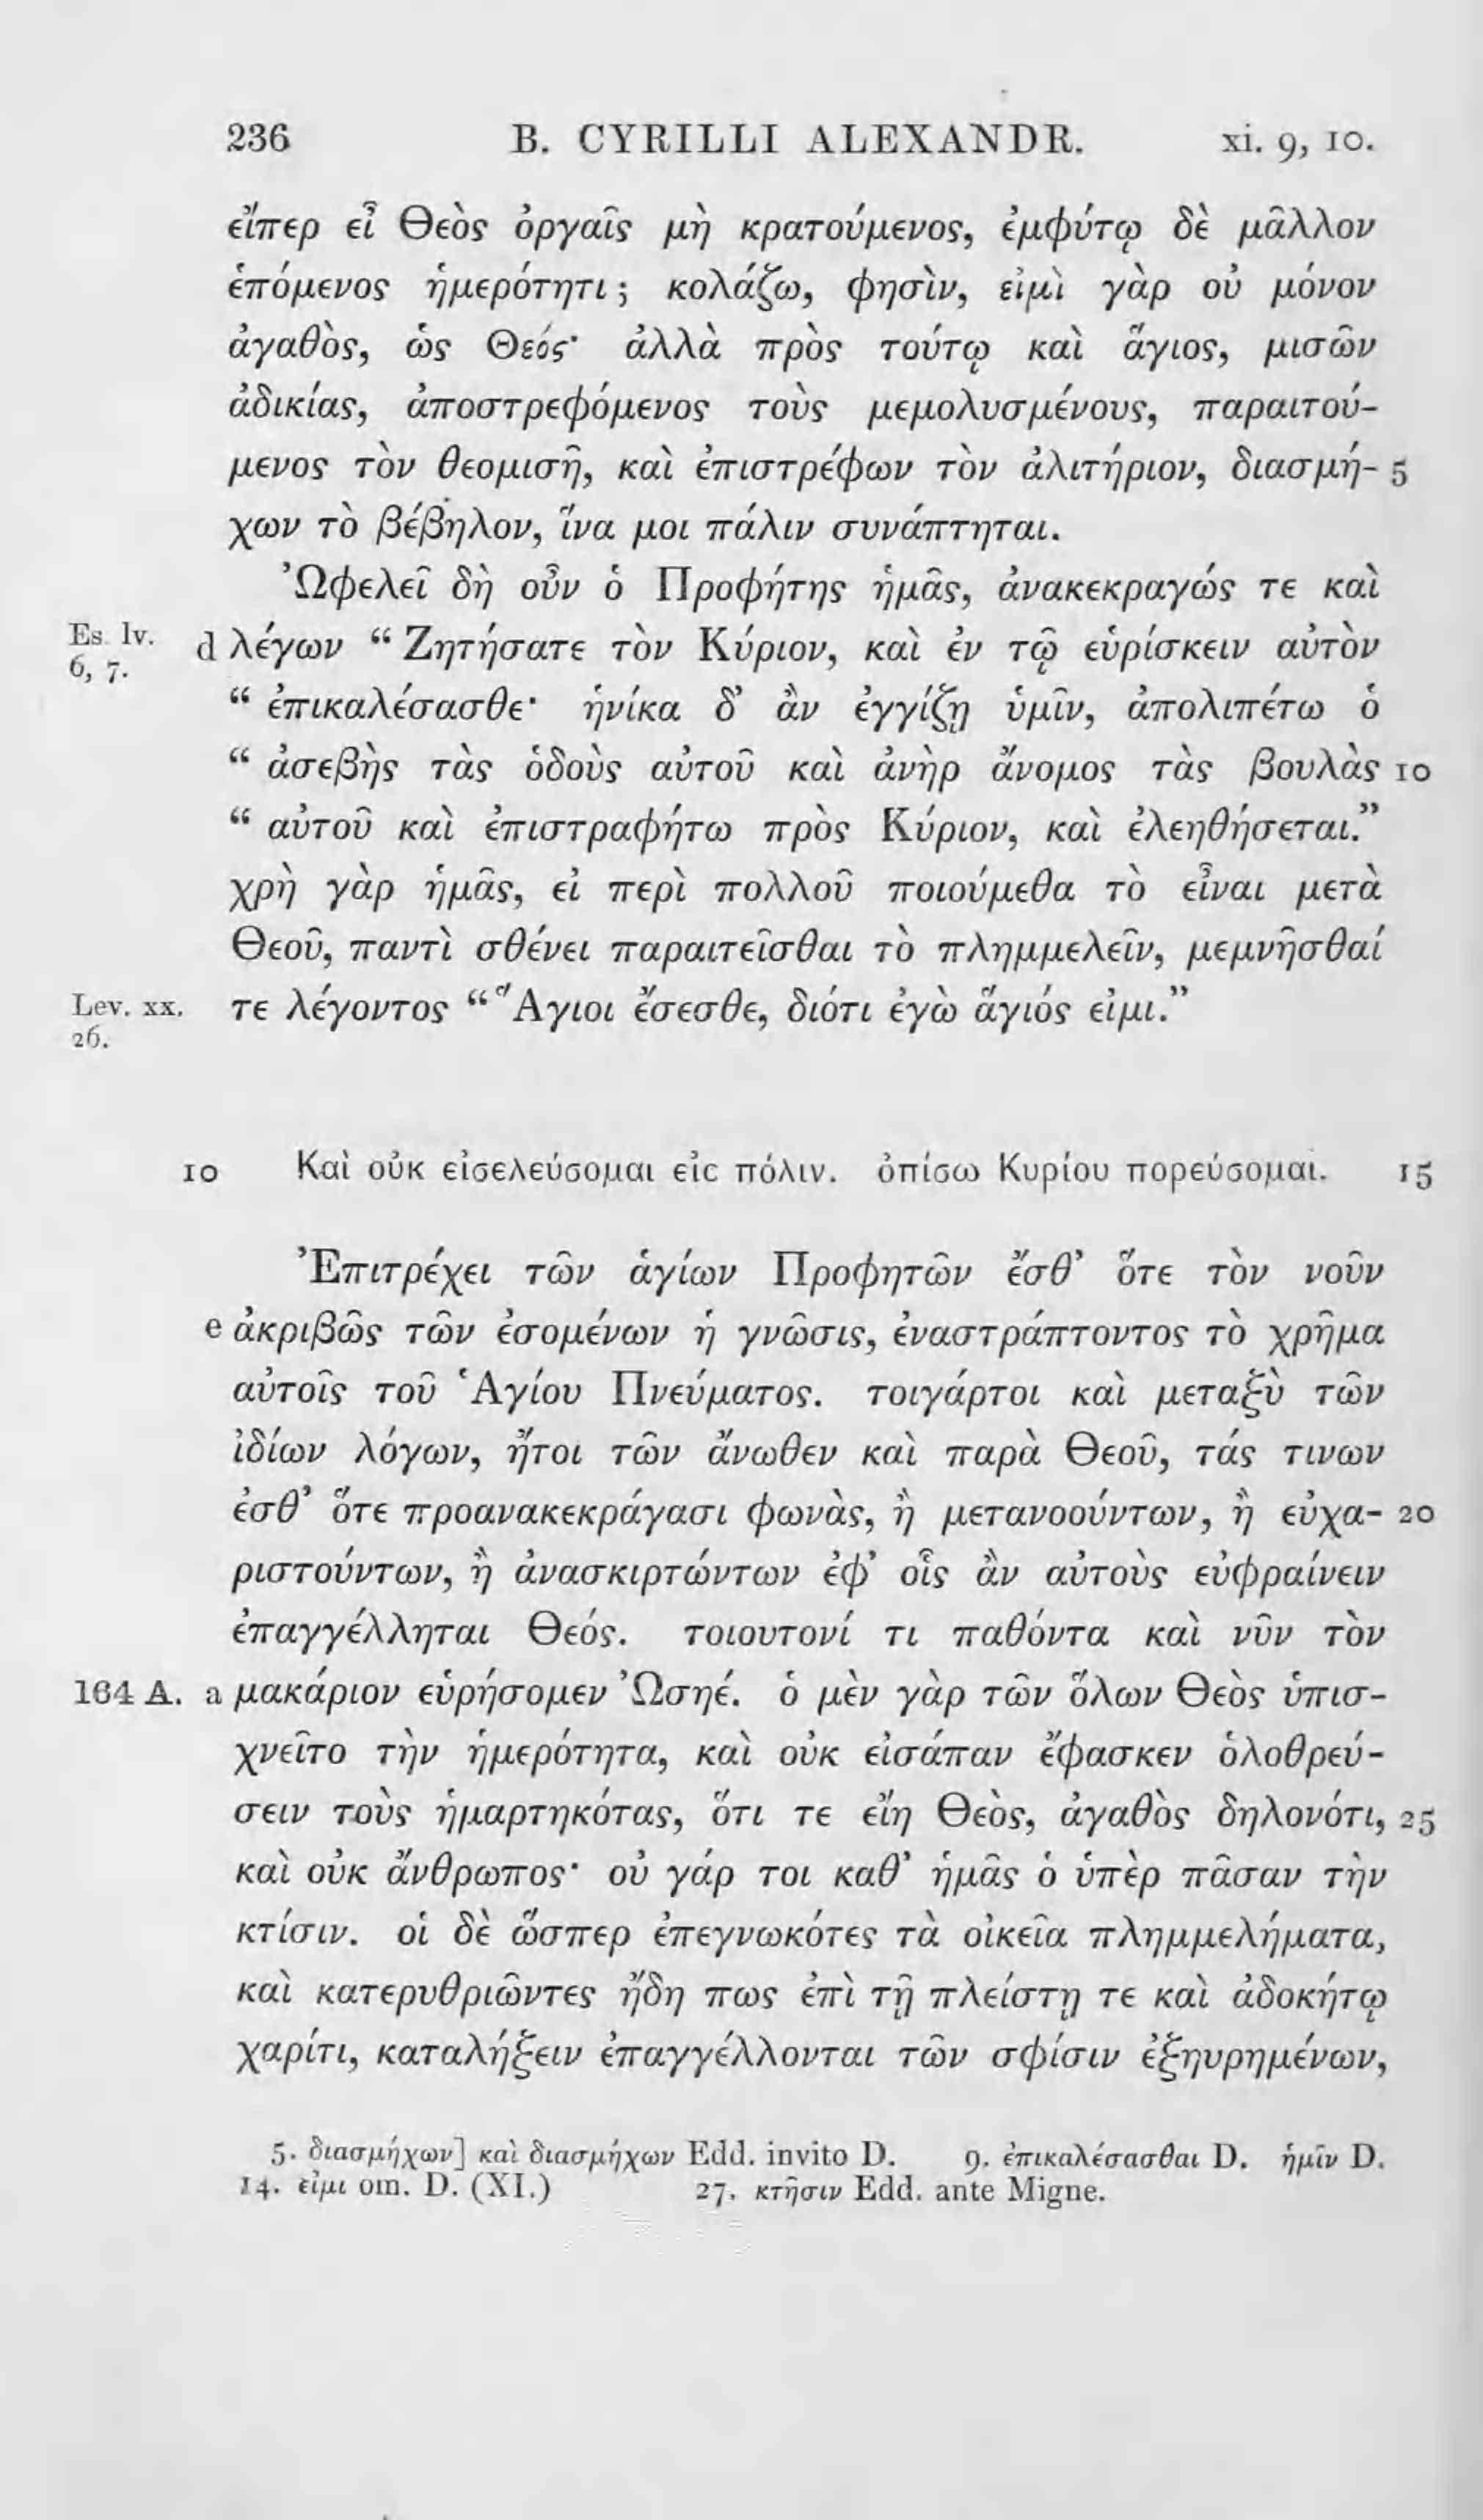 236 B. CYRILLI ALEXANDR. xi. 9, 10.
εἴπερ εἶ Θεὸς ὀργαῖς μὴ κρατούμενος, ἐμφύτῳ δὲ μᾶλλον
ἑπόμενος ἡμερότητι; κολάζω, φησὶν, εἰμὶ γὰρ οὐ μόνον
ἀγαθὸς, ὡς Θεός· ἀλλὰ πρὸς τούτῳ καὶ ἅγιος, μισῶν
ἀδικίας, ἀποστρεφόμενος τοὺς μεμολυσμένους, παραιτού-
μενος τὸν θεομισῆ, καὶ ἐπιστρέφων τὸν ἀλιτήριον, διασμή- 5
χων τὸ βέβηλον, ἵνα μοι πάλιν συνάπτηται.
Ὠφελεῖ δὴ οὖν ὁ Προφήτης ἡμᾶς, ἀνακεκραγώς τε καὶ
Es. lv. 6, 7. d λέγων “ Ζητήσατε τὸν Κύριον, καὶ ἐν τῷ εὑρίσκειν αὐτὸν
“ ἐπικαλέσασθε· ἡνίκα δ’ ἂν ἐγγίζῃ ὑμῖν, ἀπολιπέτω ὁ
“ ἀσεβὴς τὰς ὁδοὺς αὐτοῦ καὶ ἀνὴρ ἄνομος τὰς βουλὰς 10
“ αὐτοῦ καὶ ἐπιστραφήτω πρὸς Κύριον, καὶ ἐλεηθήσεται.”
χρὴ γὰρ ἡμᾶς, εἰ περὶ πολλοῦ ποιούμεθα τὸ εἶναι μετὰ
Θεοῦ, παντὶ σθένει παραιτεῖσθαι τὸ πλημμελεῖν, μεμνῆσθαί
Lev. xx. 26. τε λέγοντος “ Ἅγιοι ἔσεσθε, διότι ἐγὼ ἅγιός εἰμι.”
10 Καὶ οὐκ εἰσελεύσομαι εἰς πόλιν. ὀπίσω Κυρίου πορεύσομαι. 15
Ἐπιτρέχει τῶν ἁγίων Προφητῶν ἔσθ’ ὅτε τὸν νοῦν
e ἀκριβῶς τῶν ἐσομένων ἡ γνῶσις, ἐναστράπτοντος τὸ χρῆμα
αὐτοῖς τοῦ Ἁγίου Πνεύματος. τοιγάρτοι καὶ μεταξὺ τῶν
ἰδίων λόγων, ἤτοι τῶν ἄνωθεν καὶ παρὰ Θεοῦ, τάς τινων
ἐσθ’ ὅτε προανακεκράγασι φωνὰς, ἢ μετανοούντων, ἢ εὐχα- 20
ριστούντων, ἢ ἀνασκιρτώντων ἐφ’ οἷς ἂν αὐτοὺς εὐφραίνειν
ἐπαγγέλληται Θεός. τοιουτονί τι παθόντα καὶ νῦν τὸν
164 A. a μακάριον εὑρήσομεν Ὠσηέ. ὁ μὲν γὰρ τῶν ὅλων Θεὸς ὑπισ-
χνεῖτο τὴν ἡμερότητα, καὶ οὐκ εἰσάπαν ἔφασκεν ὀλοθρεύ-
σειν τοὺς ἡμαρτηκότας, ὅτι τε εἴη Θεὸς, ἀγαθὸς δηλονότι, 25
καὶ οὐκ ἄνθρωπος· οὐ γάρ τοι καθ’ ἡμᾶς ὁ ὑπὲρ πᾶσαν τὴν
κτίσιν. οἱ δὲ ὥσπερ ἐπεγνωκότες τὰ οἰκεῖα πλημμελήματα,
καὶ κατερυθριῶντες ἤδη πως ἐπὶ τῇ πλείστῃ τε καὶ ἀδοκήτῳ
χαρίτι, καταλήξειν ἐπαγγέλλονται τῶν σφίσιν ἐξηυρημένων,
5. διασμήχων] καὶ διασμήχων Edd. invito D. 9. ἐπικαλέσασθαι D. ἡμῖν D.
14. εἰμι om. D. (XI.) 27. κτῆσιν Edd. ante Migne.